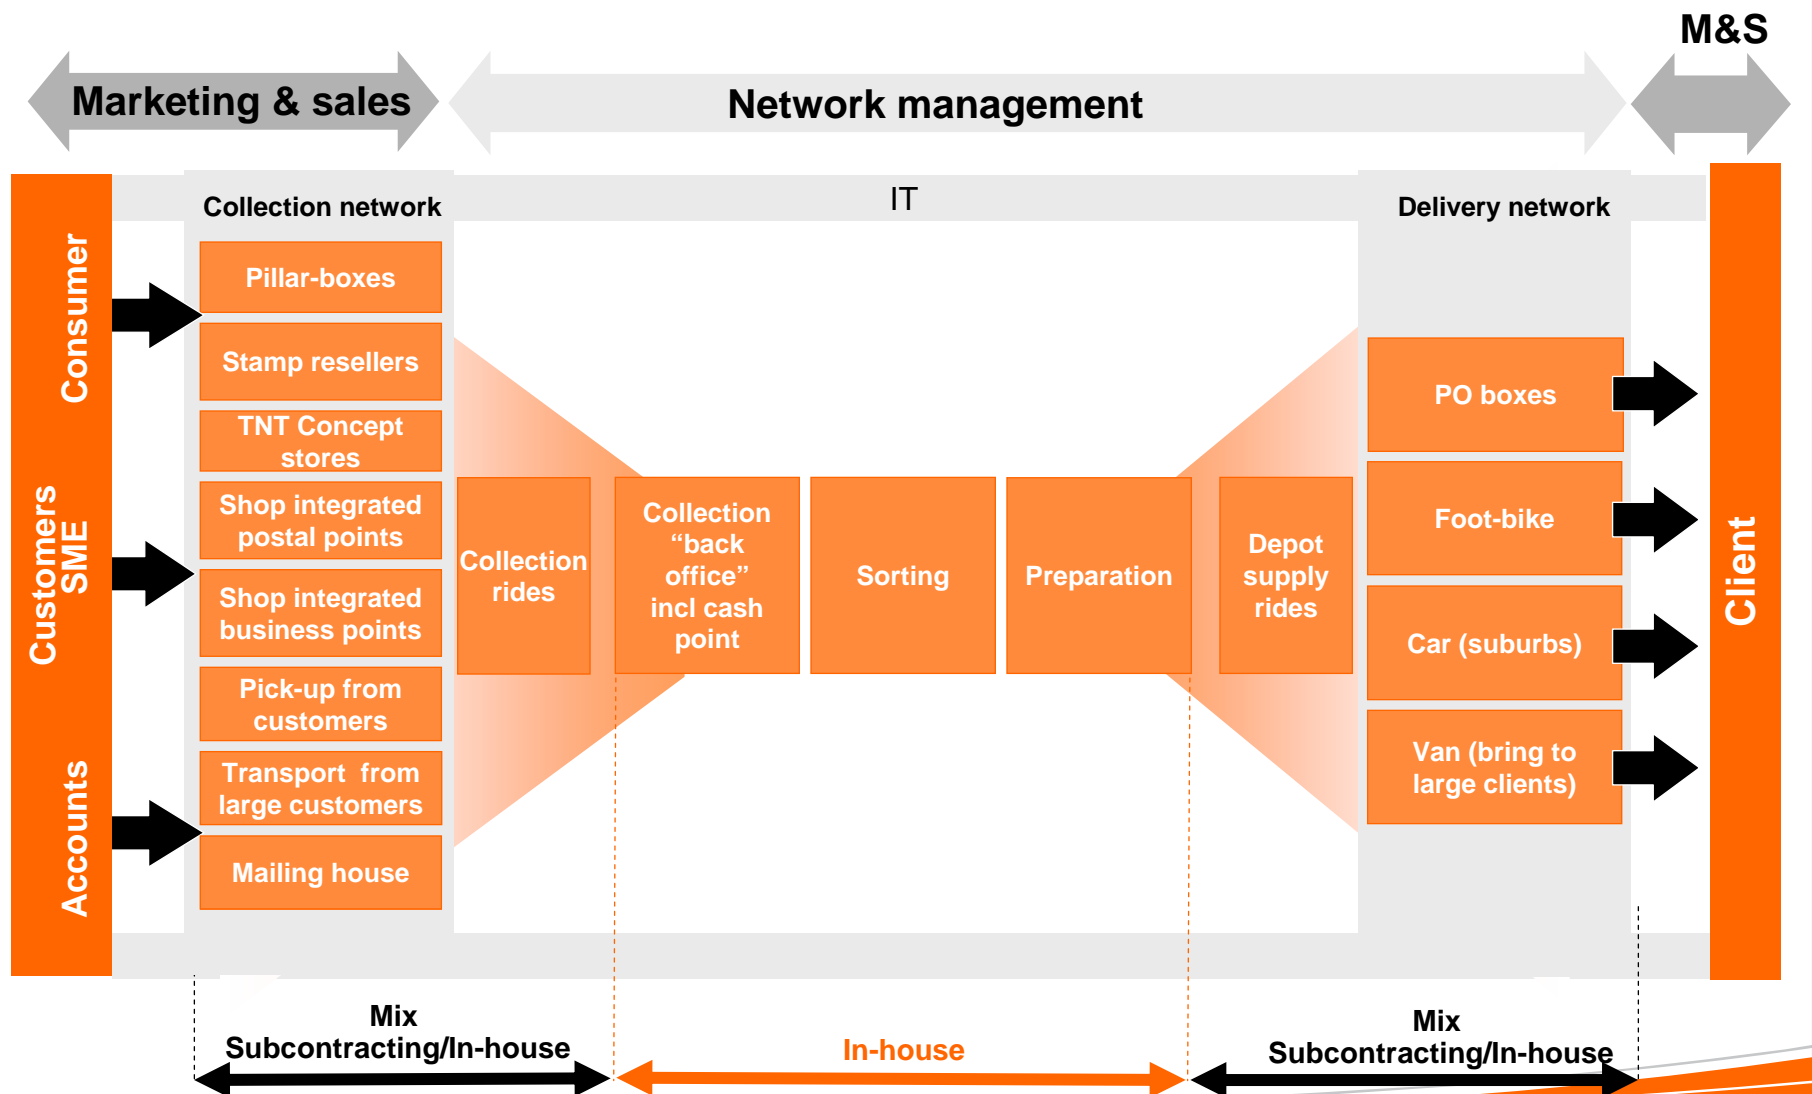 M&S
Marketing & sales
Network management
IT
Collection network
Delivery network
Consumer
Customers
SME
Accounts
Pillar-boxes
Stamp resellers
TNT Concept
stores
Shop integrated
postal points
Shop integrated
business points
Pick-up from
customers
Transport from
large customers
Mailing house
Collection
rides
Collection
“back
office”
incl cash
point
Sorting
Preparation
Depot
supply
rides
PO boxes
Foot-bike
Car (suburbs)
Van (bring to
large clients)
Client
Mix
Subcontracting/In-house
In-house
Mix
Subcontracting/In-house